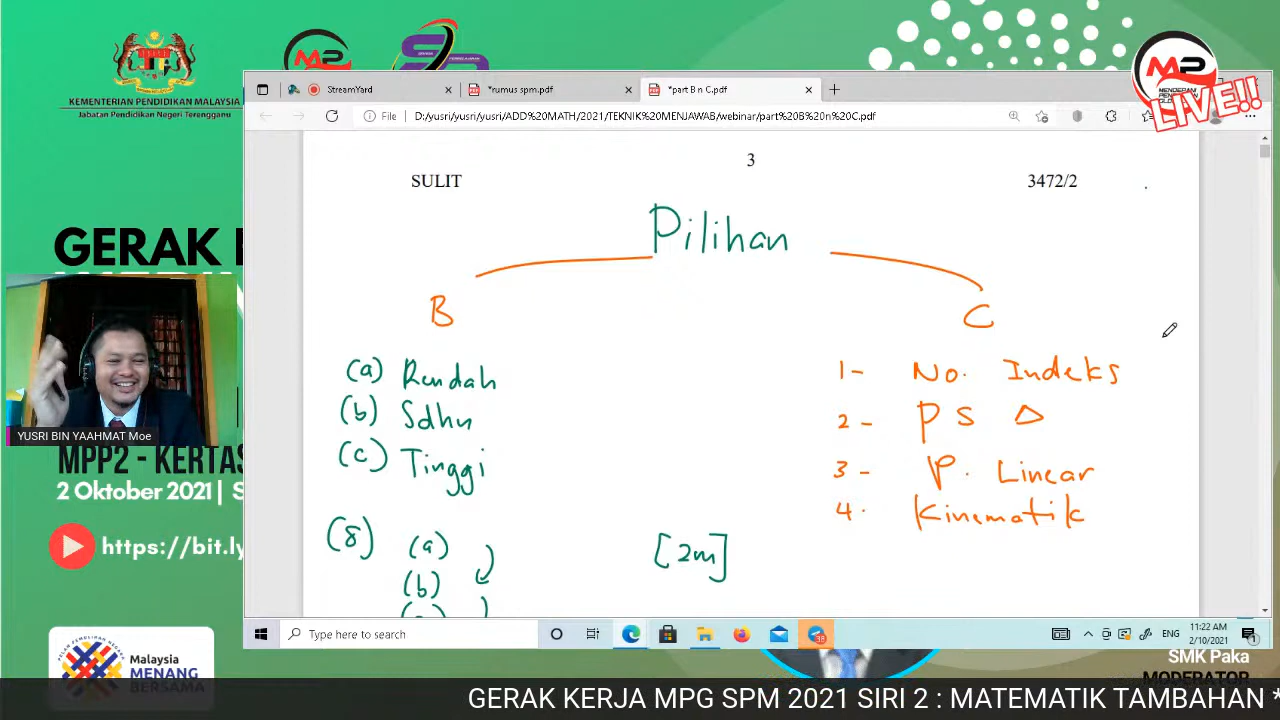 KEMENTERIAN PENDIDIKAN MALAYSIA
Jabatan Pendidikan Negeri Terengganu
MP
LIVE!!
StreamYard
*rumus spm.pdf
*part B n C.pdf
File D:/yusri/yusri/yusri/ADD%20MATH/2021/TEKNIK%20MENJAWAB/webinar/part%20B%20n%20C.pdf
3
SULIT
3472/2
Pilihan
B
C
(a) Rendah
(b) Sdhn
(c) Tinggi
1- No. Indeks
2- P S Δ
3- P. Linear
4. Kinematik
(8) (a)
(b)
[2m]
GERAK
YUSRI BIN YAAHMAT Moe
MPP2 - KERTAS
2 Oktober 2021| S
https://bit.ly
Malaysia
MENANG
BERSAMA
Type here to search
ENG
11:22 AM
2/10/2021
SMK Paka
MODERATOR
GERAK KERJA MPG SPM 2021 SIRI 2 : MATEMATIK TAMBAHAN *